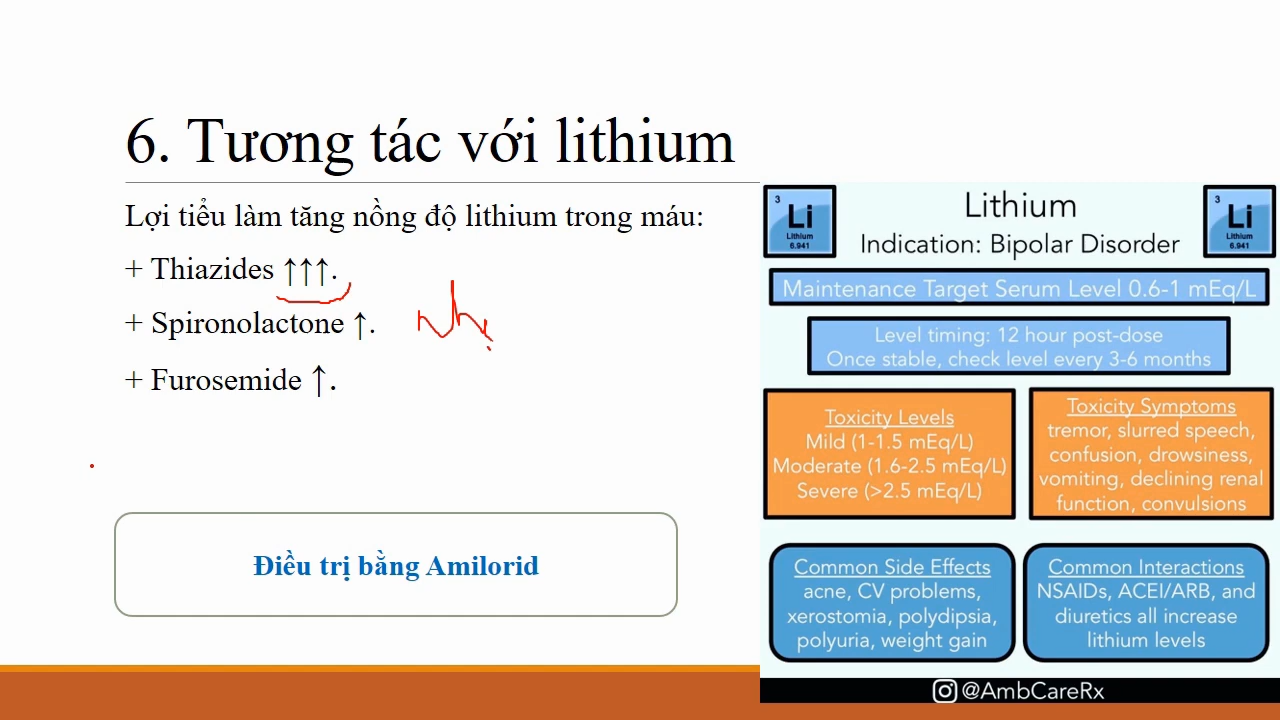 6. Tương tác với lithium
Lợi tiểu làm tăng nồng độ lithium trong máu:
+ Thiazides ↑↑↑.
+ Spironolactone ↑.
+ Furosemide ↑.
Điều trị bằng Amilorid
3
Li
Lithium
6.941
Lithium
Indication: Bipolar Disorder
3
Li
Lithium
6.941
Maintenance Target Serum Level 0.6-1 mEq/L
Level timing: 12 hour post-dose
Once stable, check level every 3-6 months
Toxicity Levels
Mild (1-1.5 mEq/L)
Moderate (1.6-2.5 mEq/L)
Severe (>2.5 mEq/L)
Toxicity Symptoms
tremor, slurred speech,
confusion, drowsiness,
vomiting, declining renal
function, convulsions
Common Side Effects
acne, CV problems,
xerostomia, polydipsia,
polyuria, weight gain
Common Interactions
NSAIDs, ACEI/ARB, and
diuretics all increase
lithium levels
@AmbCareRx